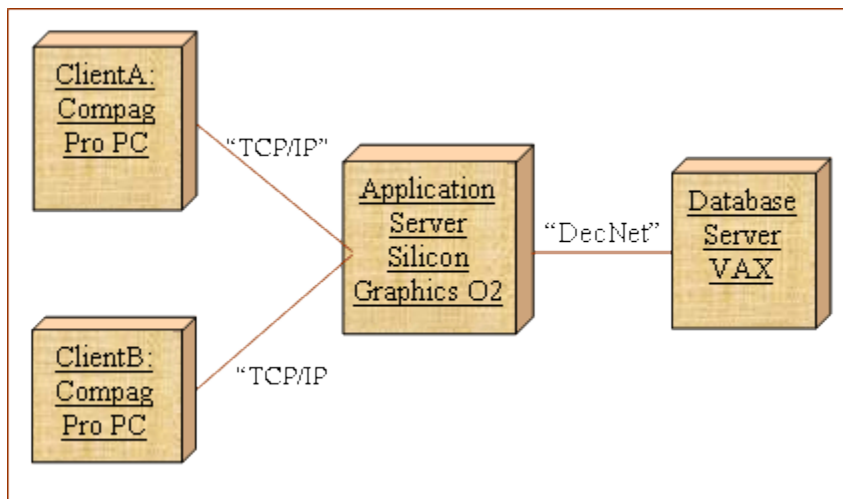 ClientA:
Compag
Pro PC
“TCP/IP”
Application
Server
Silicon
Graphics O2
“DecNet”
Database
Server
VAX
ClientB:
Compag
Pro PC
“TCP/IP